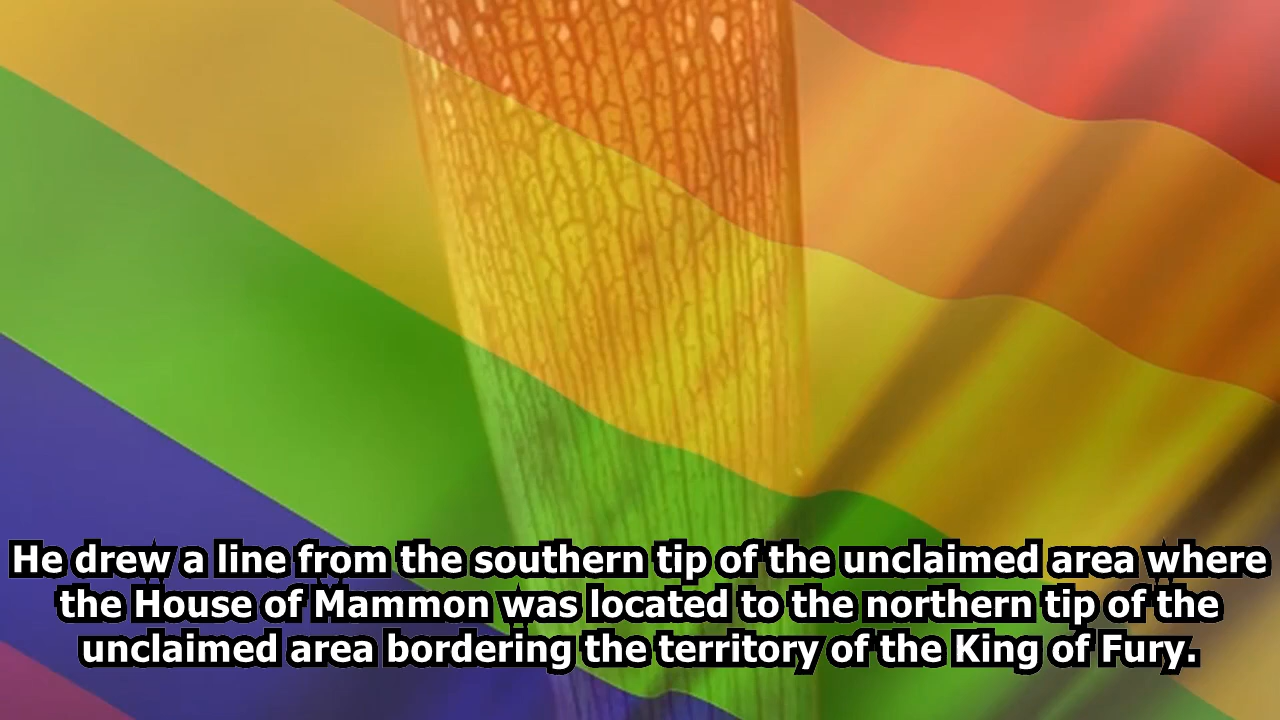 He drew a line from the southern tip of the unclaimed area where
the House of Mammon was located to the northern tip of the
unclaimed area bordering the territory of the King of Fury.